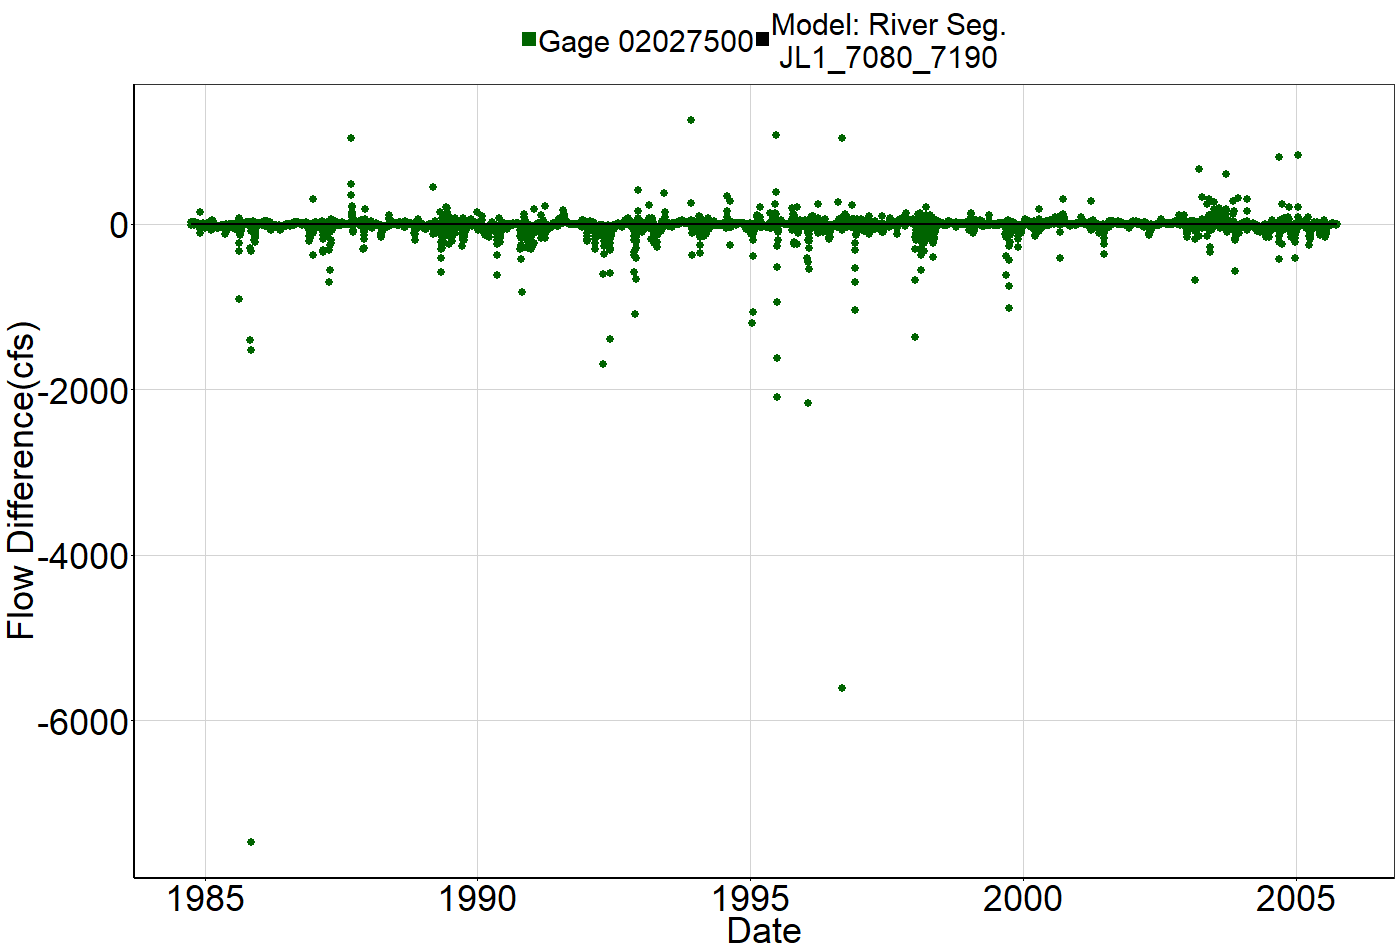 Gage 02027500
Model: River Seg.
JL1_7080_7190
Flow Difference(cfs)
0
-2000
-4000
-6000
1985 1990 1995 2000 2005
Date